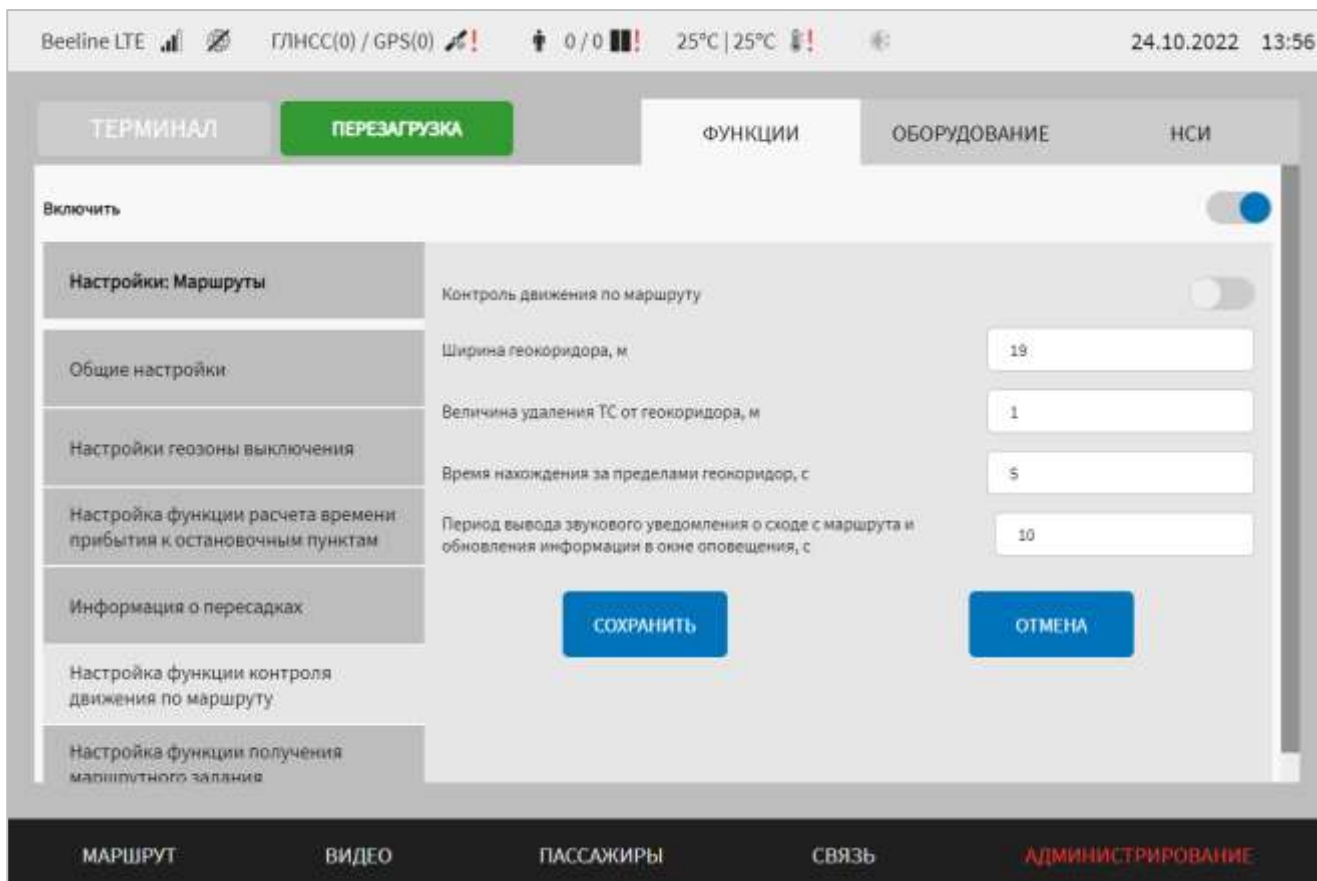 Beeline LTE ГЛНСС(0) / GPS(0) ! 0 / 0 ! 25°C | 25°C ! 24.10.2022 13:56
ТЕРМИНАЛ ПЕРЕЗАГРУЗКА ФУНКЦИИ ОБОРУДОВАНИЕ НСИ
Включить
Настройки: Маршруты
Общие настройки
Настройки геозоны выключения
Настройка функции расчета времени
прибытия к остановочным пунктам
Информация о пересадках
Настройка функции контроля
движения по маршруту
Настройка функции получения
маршрутного задания
Контроль движения по маршруту
Ширина геокоридора, м 19
Величина удаления ТС от геокоридора, м 1
Время нахождения за пределами геокоридор, с 5
Период вывода звукового уведомления о сходе с маршрута и
обновления информации в окне оповещения, с 10
СОХРАНИТЬ ОТМЕНА
МАРШРУТ ВИДЕО ПАССАЖИРЫ СВЯЗЬ АДМИНИСТРИРОВАНИЕ